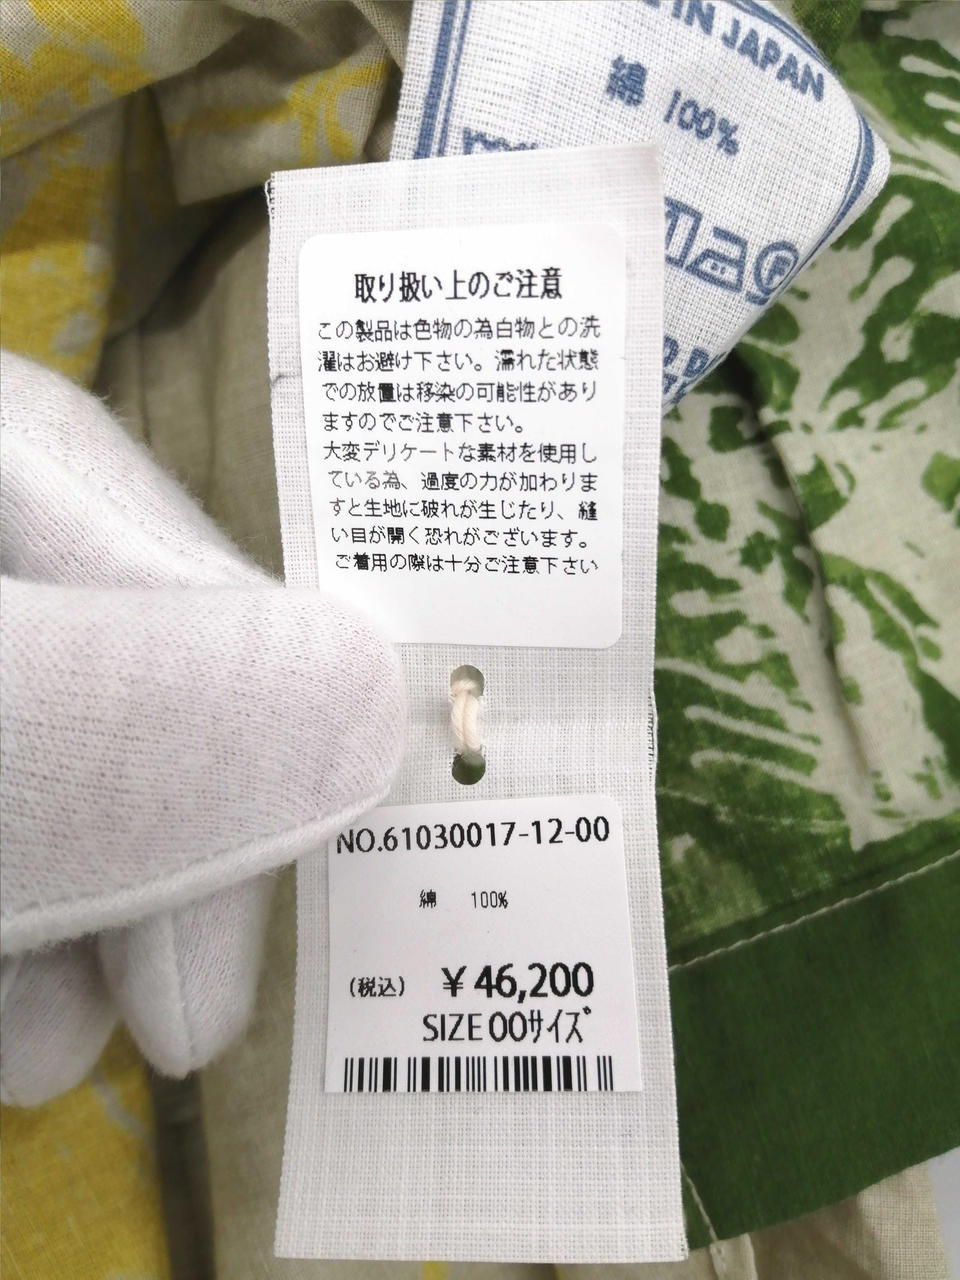 IN JAPAN
綿 100%
取り扱い上のご注意
この製品は色物の為白物との洗
濯はお避け下さい。濡れた状態
での放置は移染の可能性があり
ますのでご注意下さい。
大変デリケートな素材を使用し
ている為、過度の力が加わりま
すと生地に破れが生じたり、縫
い目が開く恐れがございます。
ご着用の際は十分ご注意下さい
NO.61030017-12-00
綿 100%
(税込) ¥46,200
SIZE 00サイズ